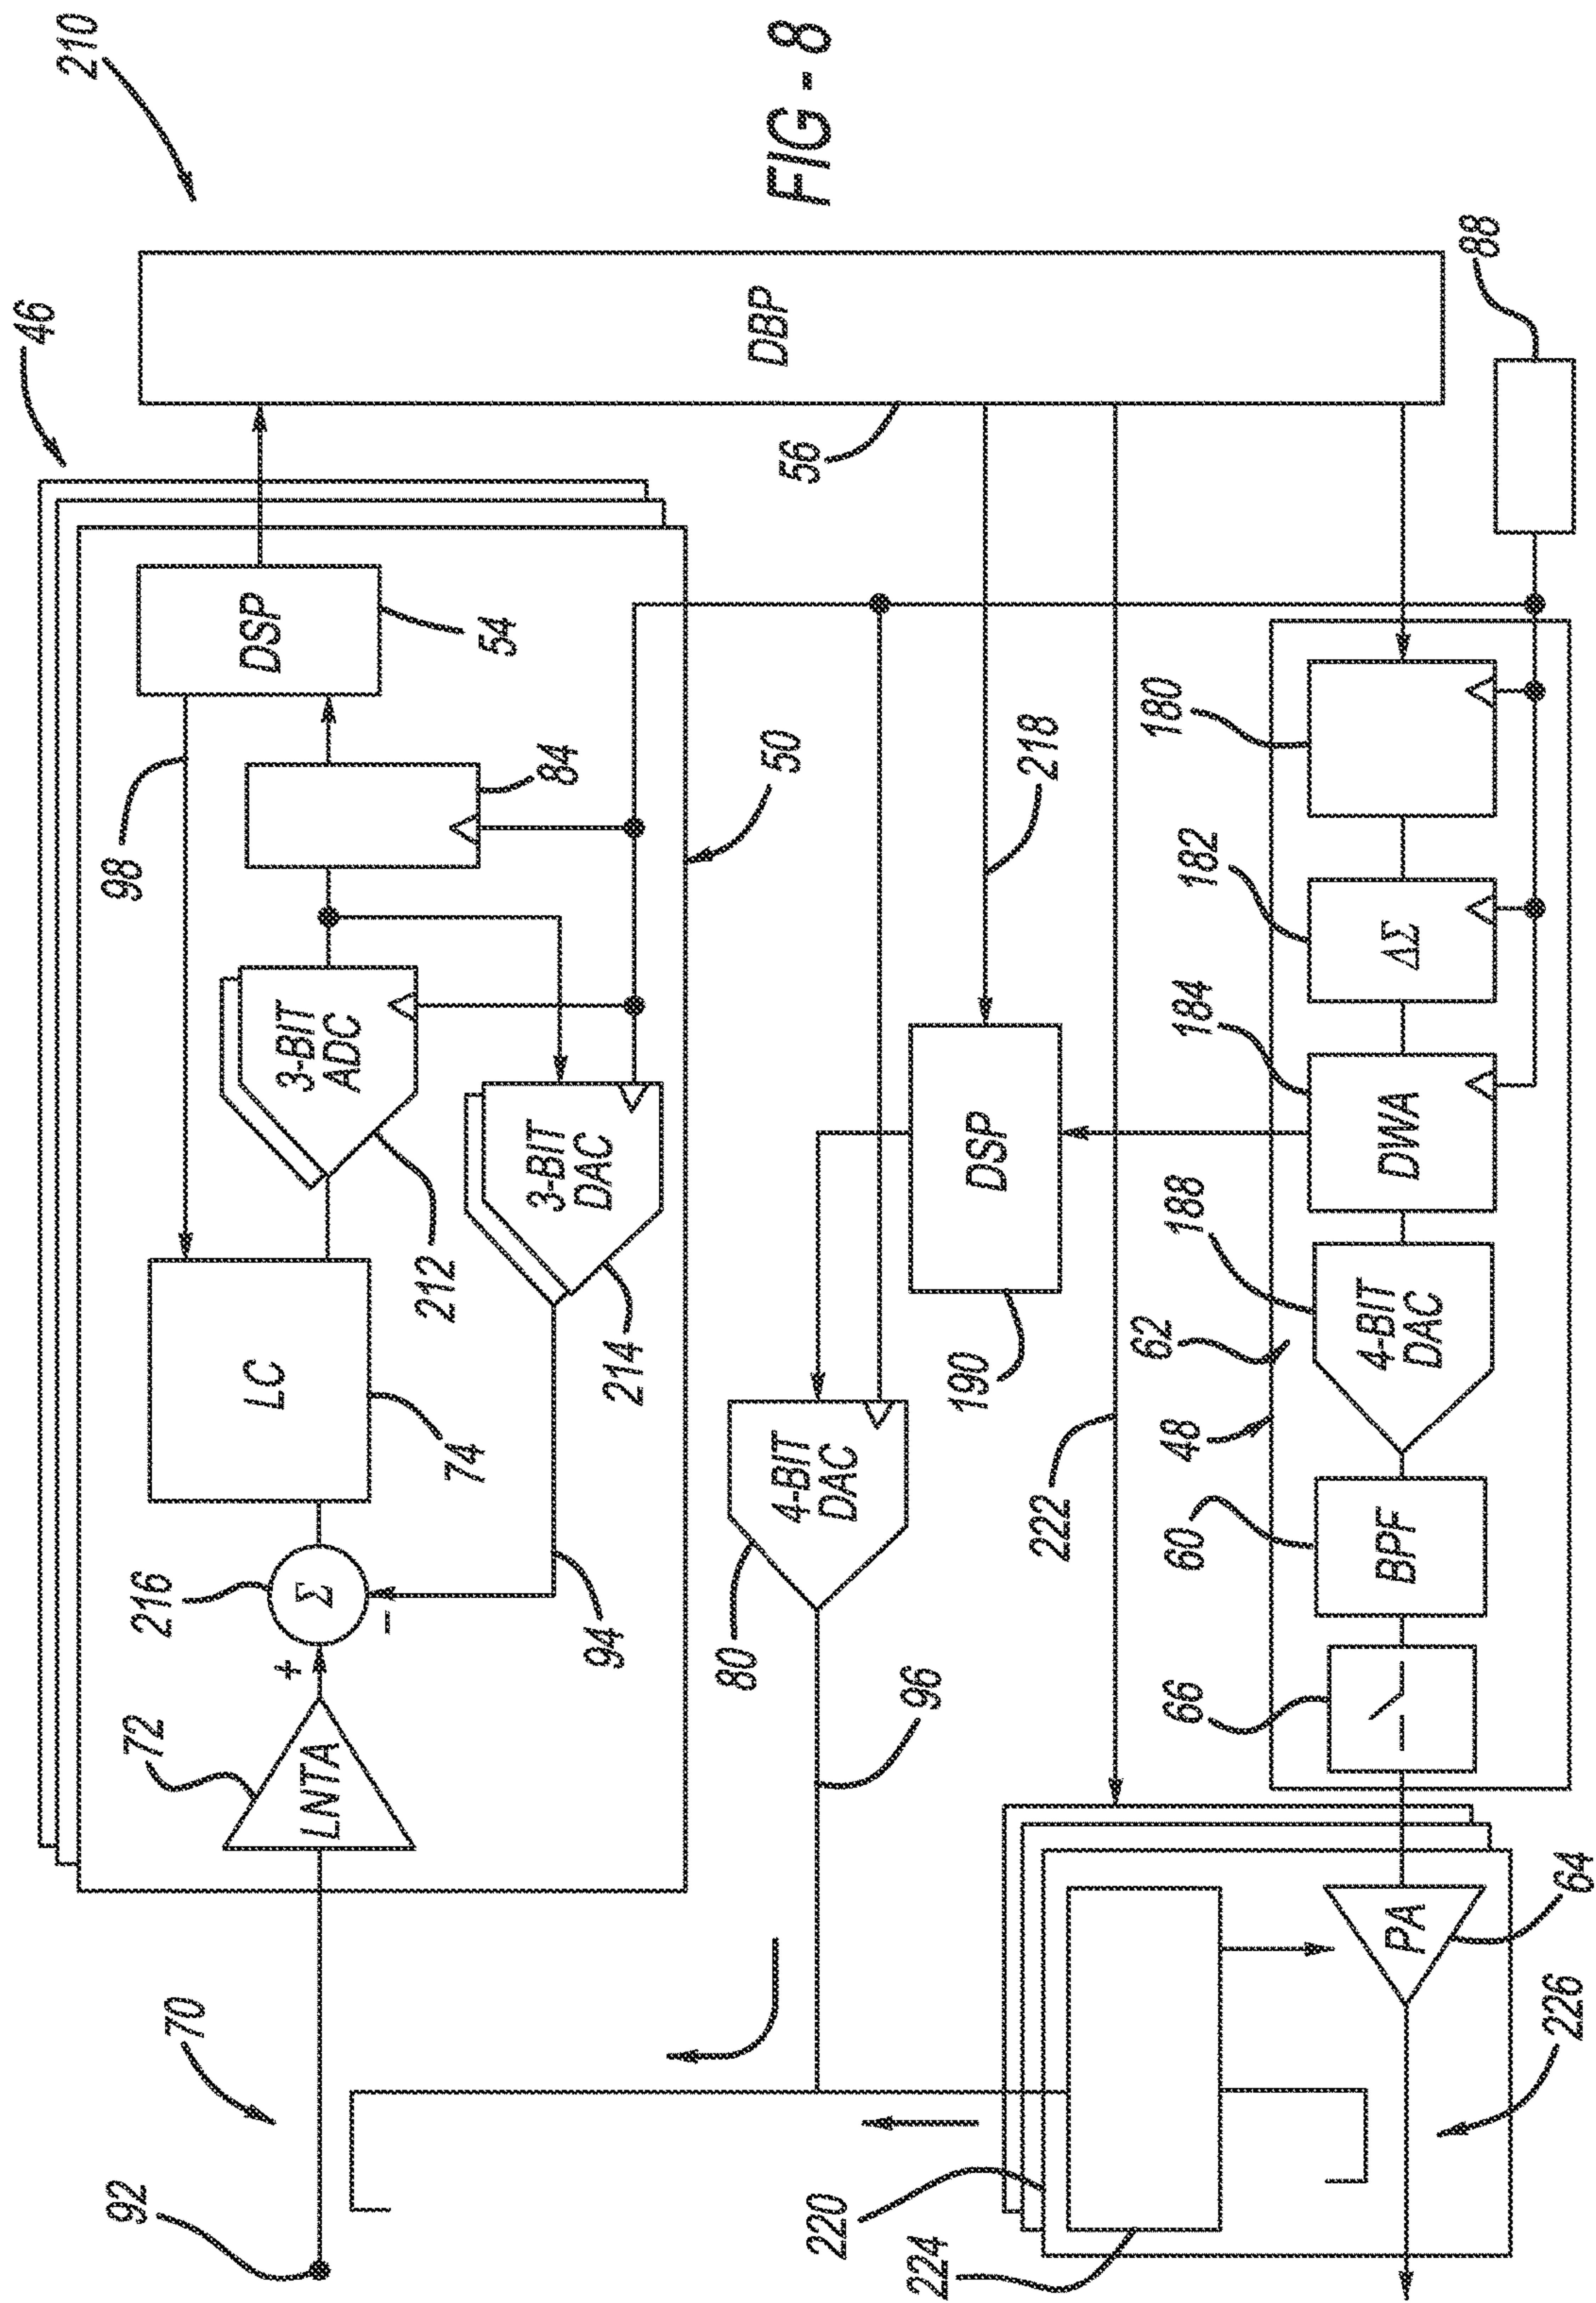 210
FIG - 8
46
DBP
56
88
DSP
54
98
84
50
3-BIT
ADC
212
3-BIT
DAC
214
LC
74
216
Σ
+
−
94
72
LNTA
70
92
218
DSP
190
4-BIT
DAC
80
96
222
180
182
ΔΣ
184
DWA
188
4-BIT
DAC
62
48
60
BPF
66
PA
64
226
220
224